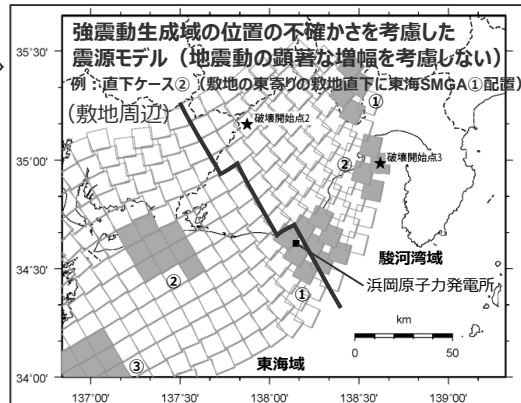 強震動生成域の位置の不確かさを考慮した
震源モデル（地震動の顕著な増幅を考慮しない）
例：直下ケース②（敷地の東寄りの敷地直下に東海SMGA①配置）
（敷地周辺）
35°30'
35°00'
34°30'
34°00'
①
破壊開始点2
②
破壊開始点3
駿河湾域
浜岡原子力発電所
②
①
km
0 50
東海域
③
137°00' 137°30' 138°00' 138°30' 139°00'